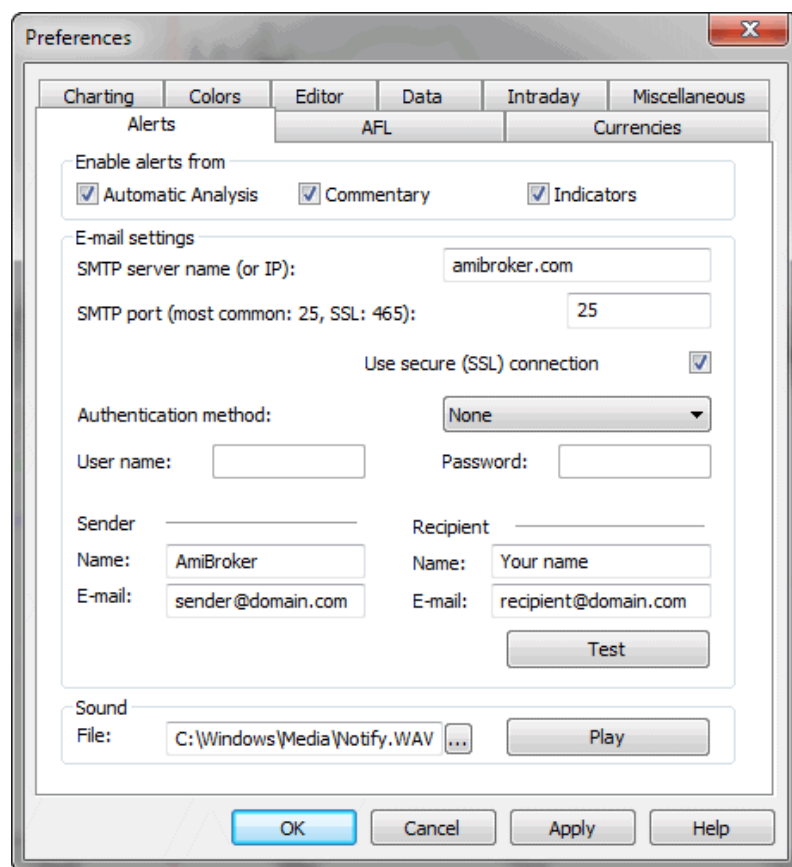 Preferences
Charting Colors Editor Data Intraday Miscellaneous
Alerts AFL Currencies
Enable alerts from
Automatic Analysis Commentary Indicators
E-mail settings
SMTP server name (or IP): amibroker.com
SMTP port (most common: 25, SSL: 465): 25
Use secure (SSL) connection
Authentication method: None
User name: Password:
Sender Recipient
Name: AmiBroker Name: Your name
E-mail: sender@domain.com E-mail: recipient@domain.com
Test
Sound
File: C:\Windows\Media\Notify.WAV ... Play
OK Cancel Apply Help